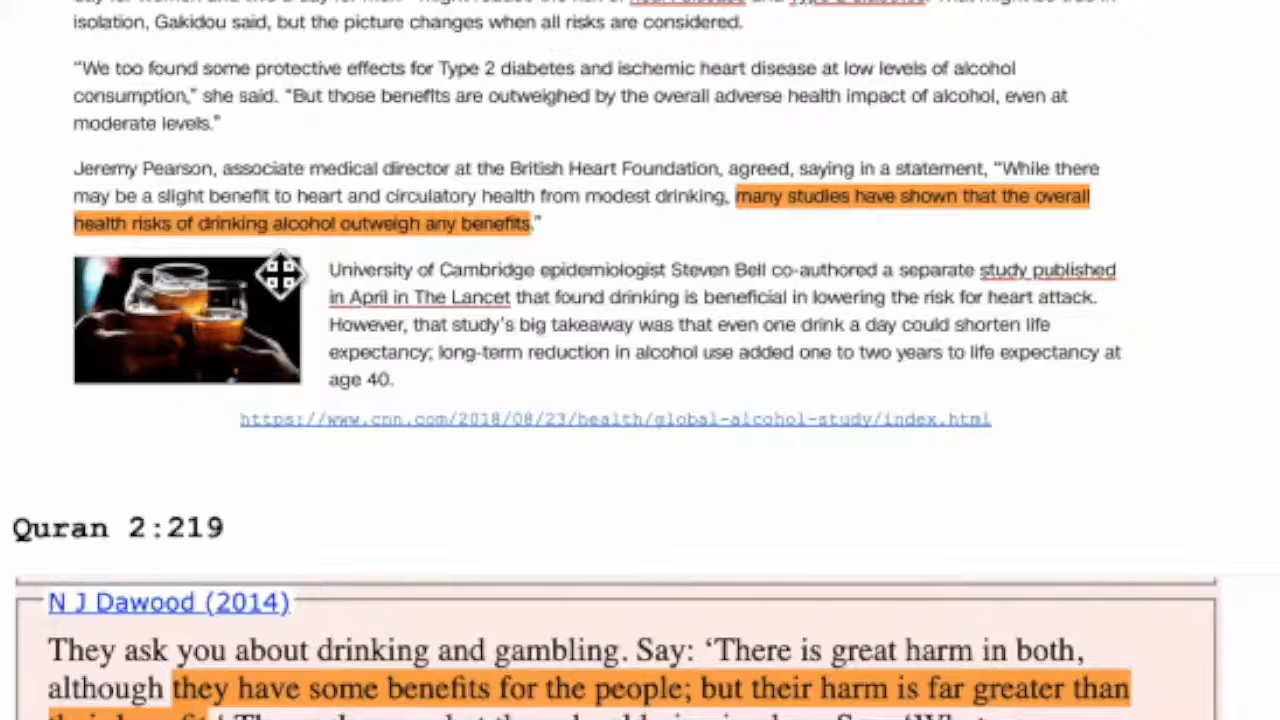 isolation, Gakidou said, but the picture changes when all risks are considered.
“We too found some protective effects for Type 2 diabetes and ischemic heart disease at low levels of alcohol
consumption,” she said. “But those benefits are outweighed by the overall adverse health impact of alcohol, even at
moderate levels.”
Jeremy Pearson, associate medical director at the British Heart Foundation, agreed, saying in a statement, “While there
may be a slight benefit to heart and circulatory health from modest drinking, many studies have shown that the overall
health risks of drinking alcohol outweigh any benefits.”
University of Cambridge epidemiologist Steven Bell co-authored a separate study published
in April in The Lancet that found drinking is beneficial in lowering the risk for heart attack.
However, that study’s big takeaway was that even one drink a day could shorten life
expectancy; long-term reduction in alcohol use added one to two years to life expectancy at
age 40.
https://www.cnn.com/2018/08/23/health/global-alcohol-study/index.html
Quran 2:219
N J Dawood (2014)
They ask you about drinking and gambling. Say: ‘There is great harm in both,
although they have some benefits for the people; but their harm is far greater than